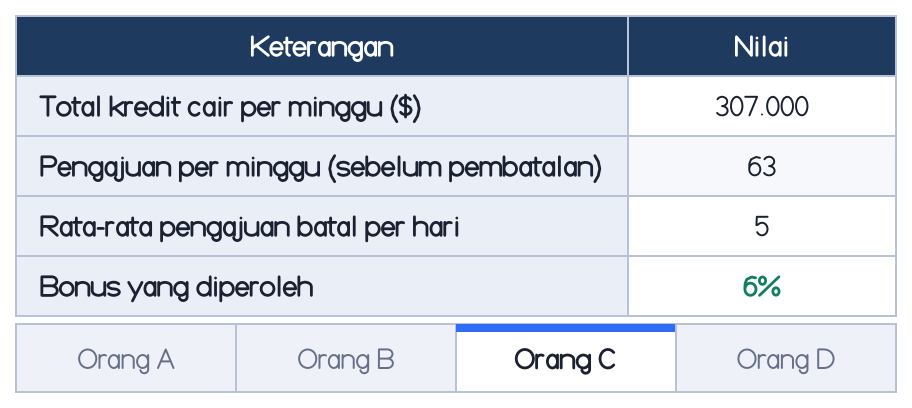 Keterangan Nilai
Total kredit cair per minggu ($) 307.000
Pengajuan per minggu (sebelum pembatalan) 63
Rata-rata pengajuan batal per hari 5
Bonus yang diperoleh 6%
Orang A Orang B Orang C Orang D